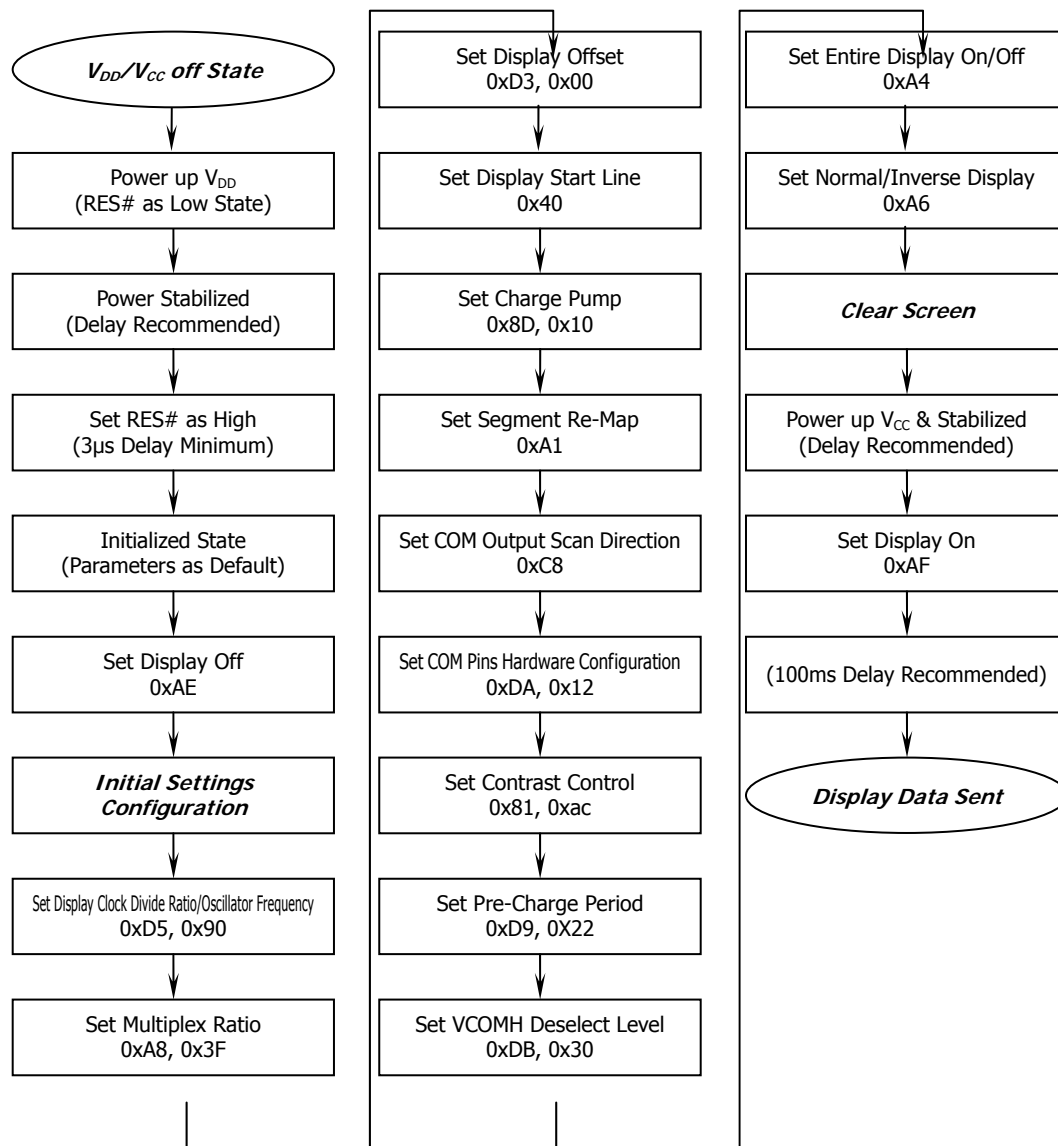 V_DD/V_CC off State
Power up V_DD
(RES# as Low State)
Power Stabilized
(Delay Recommended)
Set RES# as High
(3μs Delay Minimum)
Initialized State
(Parameters as Default)
Set Display Off
0xAE
Initial Settings
Configuration
Set Display Clock Divide Ratio/Oscillator Frequency
0xD5, 0x90
Set Multiplex Ratio
0xA8, 0x3F
Set Display Offset
0xD3, 0x00
Set Display Start Line
0x40
Set Charge Pump
0x8D, 0x10
Set Segment Re-Map
0xA1
Set COM Output Scan Direction
0xC8
Set COM Pins Hardware Configuration
0xDA, 0x12
Set Contrast Control
0x81, 0xac
Set Pre-Charge Period
0xD9, 0X22
Set VCOMH Deselect Level
0xDB, 0x30
Set Entire Display On/Off
0xA4
Set Normal/Inverse Display
0xA6
Clear Screen
Power up V_CC & Stabilized
(Delay Recommended)
Set Display On
0xAF
(100ms Delay Recommended)
Display Data Sent